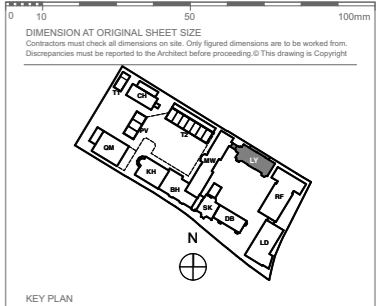 0 10 50 100mm
DIMENSION AT ORIGINAL SHEET SIZE
Contractors must check all dimensions on site. Only figured dimensions are to be worked from.
Discrepancies must be reported to the Architect before proceeding.© This drawing is Copyright
T1
CH
PV
T2
QM
MW
LY
KH
BH
RF
SK
DB
LD
N
KEY PLAN